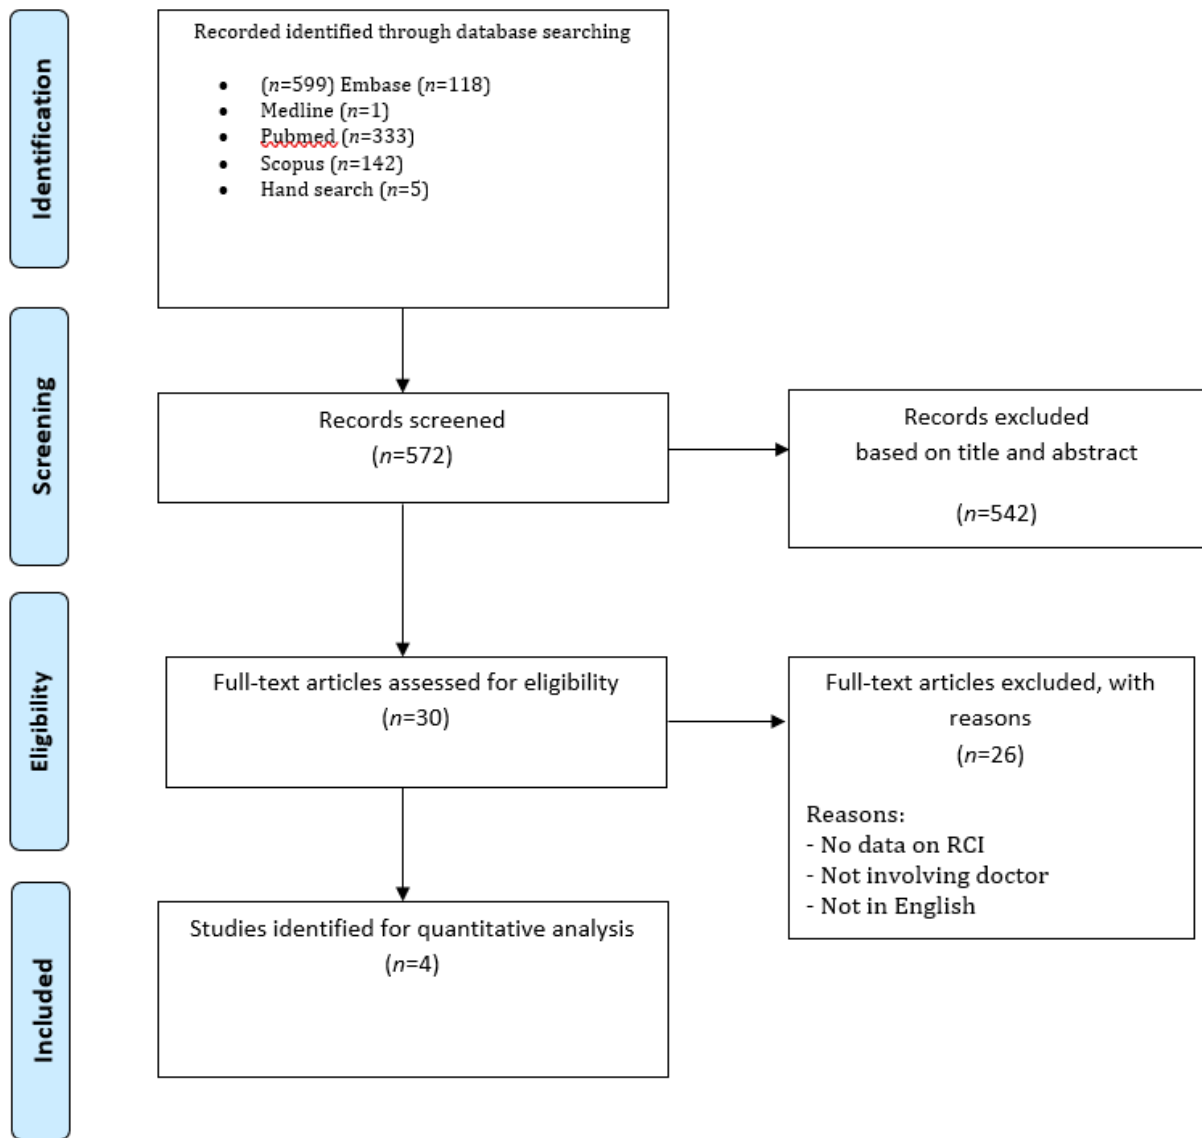 Identification
Recorded identified through database searching
• (n=599) Embase (n=118)
• Medline (n=1)
• Pubmed (n=333)
• Scopus (n=142)
• Hand search (n=5)
Screening
Records screened
(n=572)
Records excluded
based on title and abstract
(n=542)
Eligibility
Full-text articles assessed for eligibility
(n=30)
Full-text articles excluded, with
reasons
(n=26)
Reasons:
- No data on RCI
- Not involving doctor
- Not in English
Included
Studies identified for quantitative analysis
(n=4)